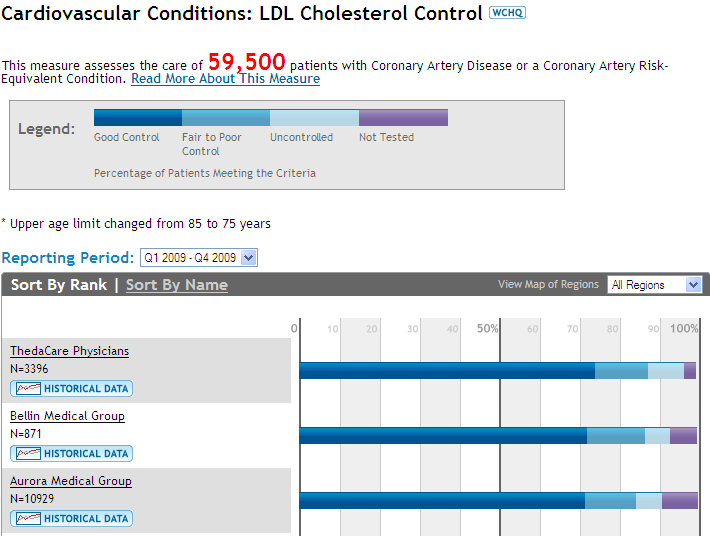 Cardiovascular Conditions: LDL Cholesterol Control WCHQ
This measure assesses the care of 59,500 patients with Coronary Artery Disease or a Coronary Artery Risk-
Equivalent Condition. Read More About This Measure
Legend:
Good Control Fair to Poor Uncontrolled Not Tested
Control
Percentage of Patients Meeting the Criteria
* Upper age limit changed from 85 to 75 years
Reporting Period: Q1 2009 - Q4 2009
Sort By Rank | Sort By Name View Map of Regions All Regions
0 10 20 30 40 50% 60 70 80 90 100%
ThedaCare Physicians
N=3396
HISTORICAL DATA
Bellin Medical Group
N=871
HISTORICAL DATA
Aurora Medical Group
N=10929
HISTORICAL DATA